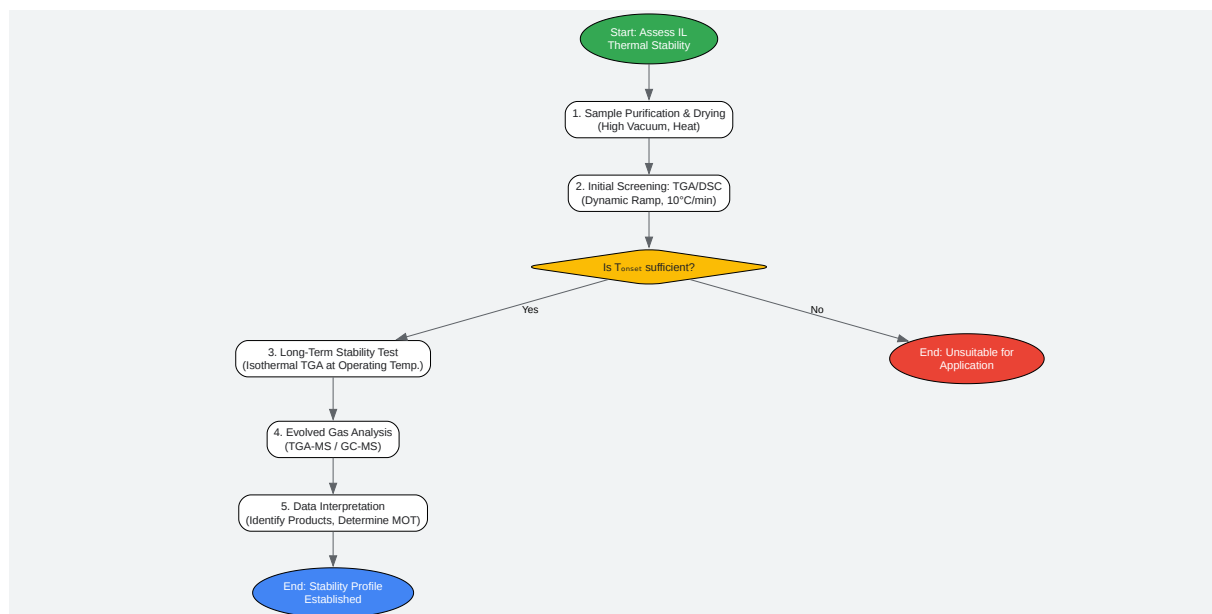 Start: Assess IL
Thermal Stability
1. Sample Purification & Drying
(High Vacuum, Heat)
2. Initial Screening: TGA/DSC
(Dynamic Ramp, 10°C/min)
Is Tₒₙₛₑₜ sufficient?
Yes
No
3. Long-Term Stability Test
(Isothermal TGA at Operating Temp.)
End: Unsuitable for
Application
4. Evolved Gas Analysis
(TGA-MS / GC-MS)
5. Data Interpretation
(Identify Products, Determine MOT)
End: Stability Profile
Established